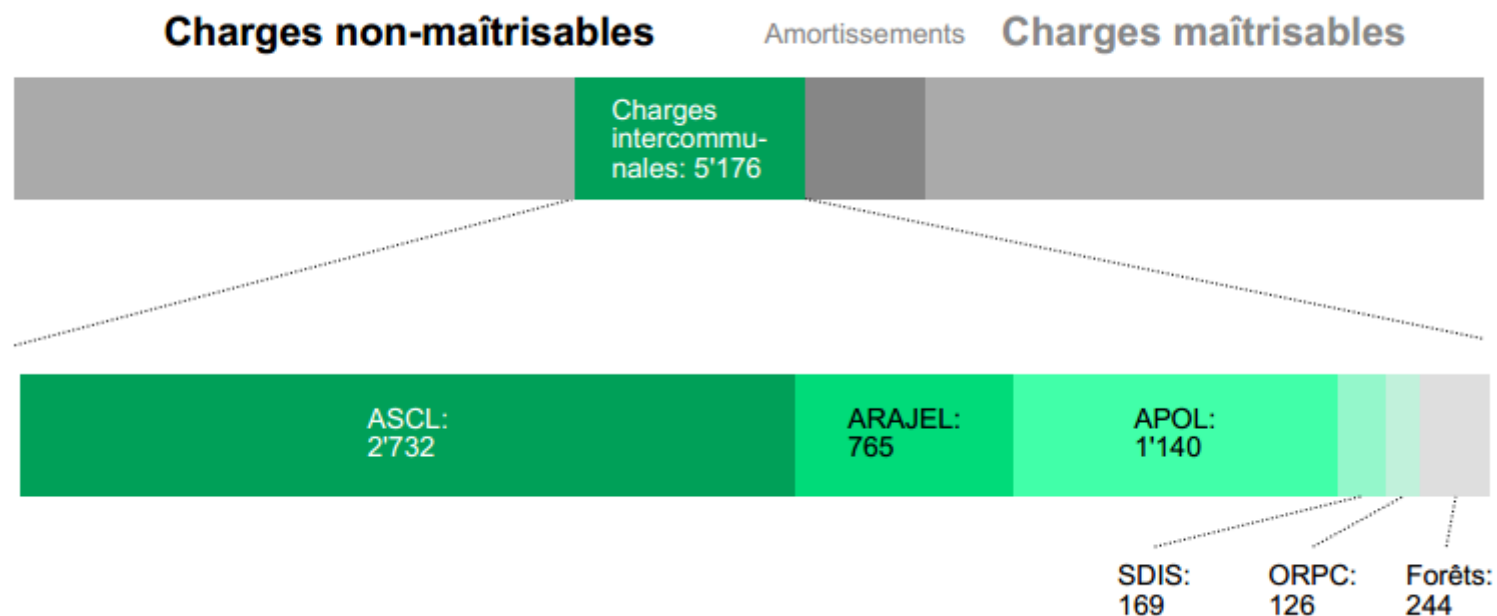 Charges non-maîtrisables
Amortissements
Charges maîtrisables
Charges
intercommu-
nales: 5'176
ASCL:
2'732
ARAJEL:
765
APOL:
1'140
SDIS:
169
ORPC:
126
Forêts:
244